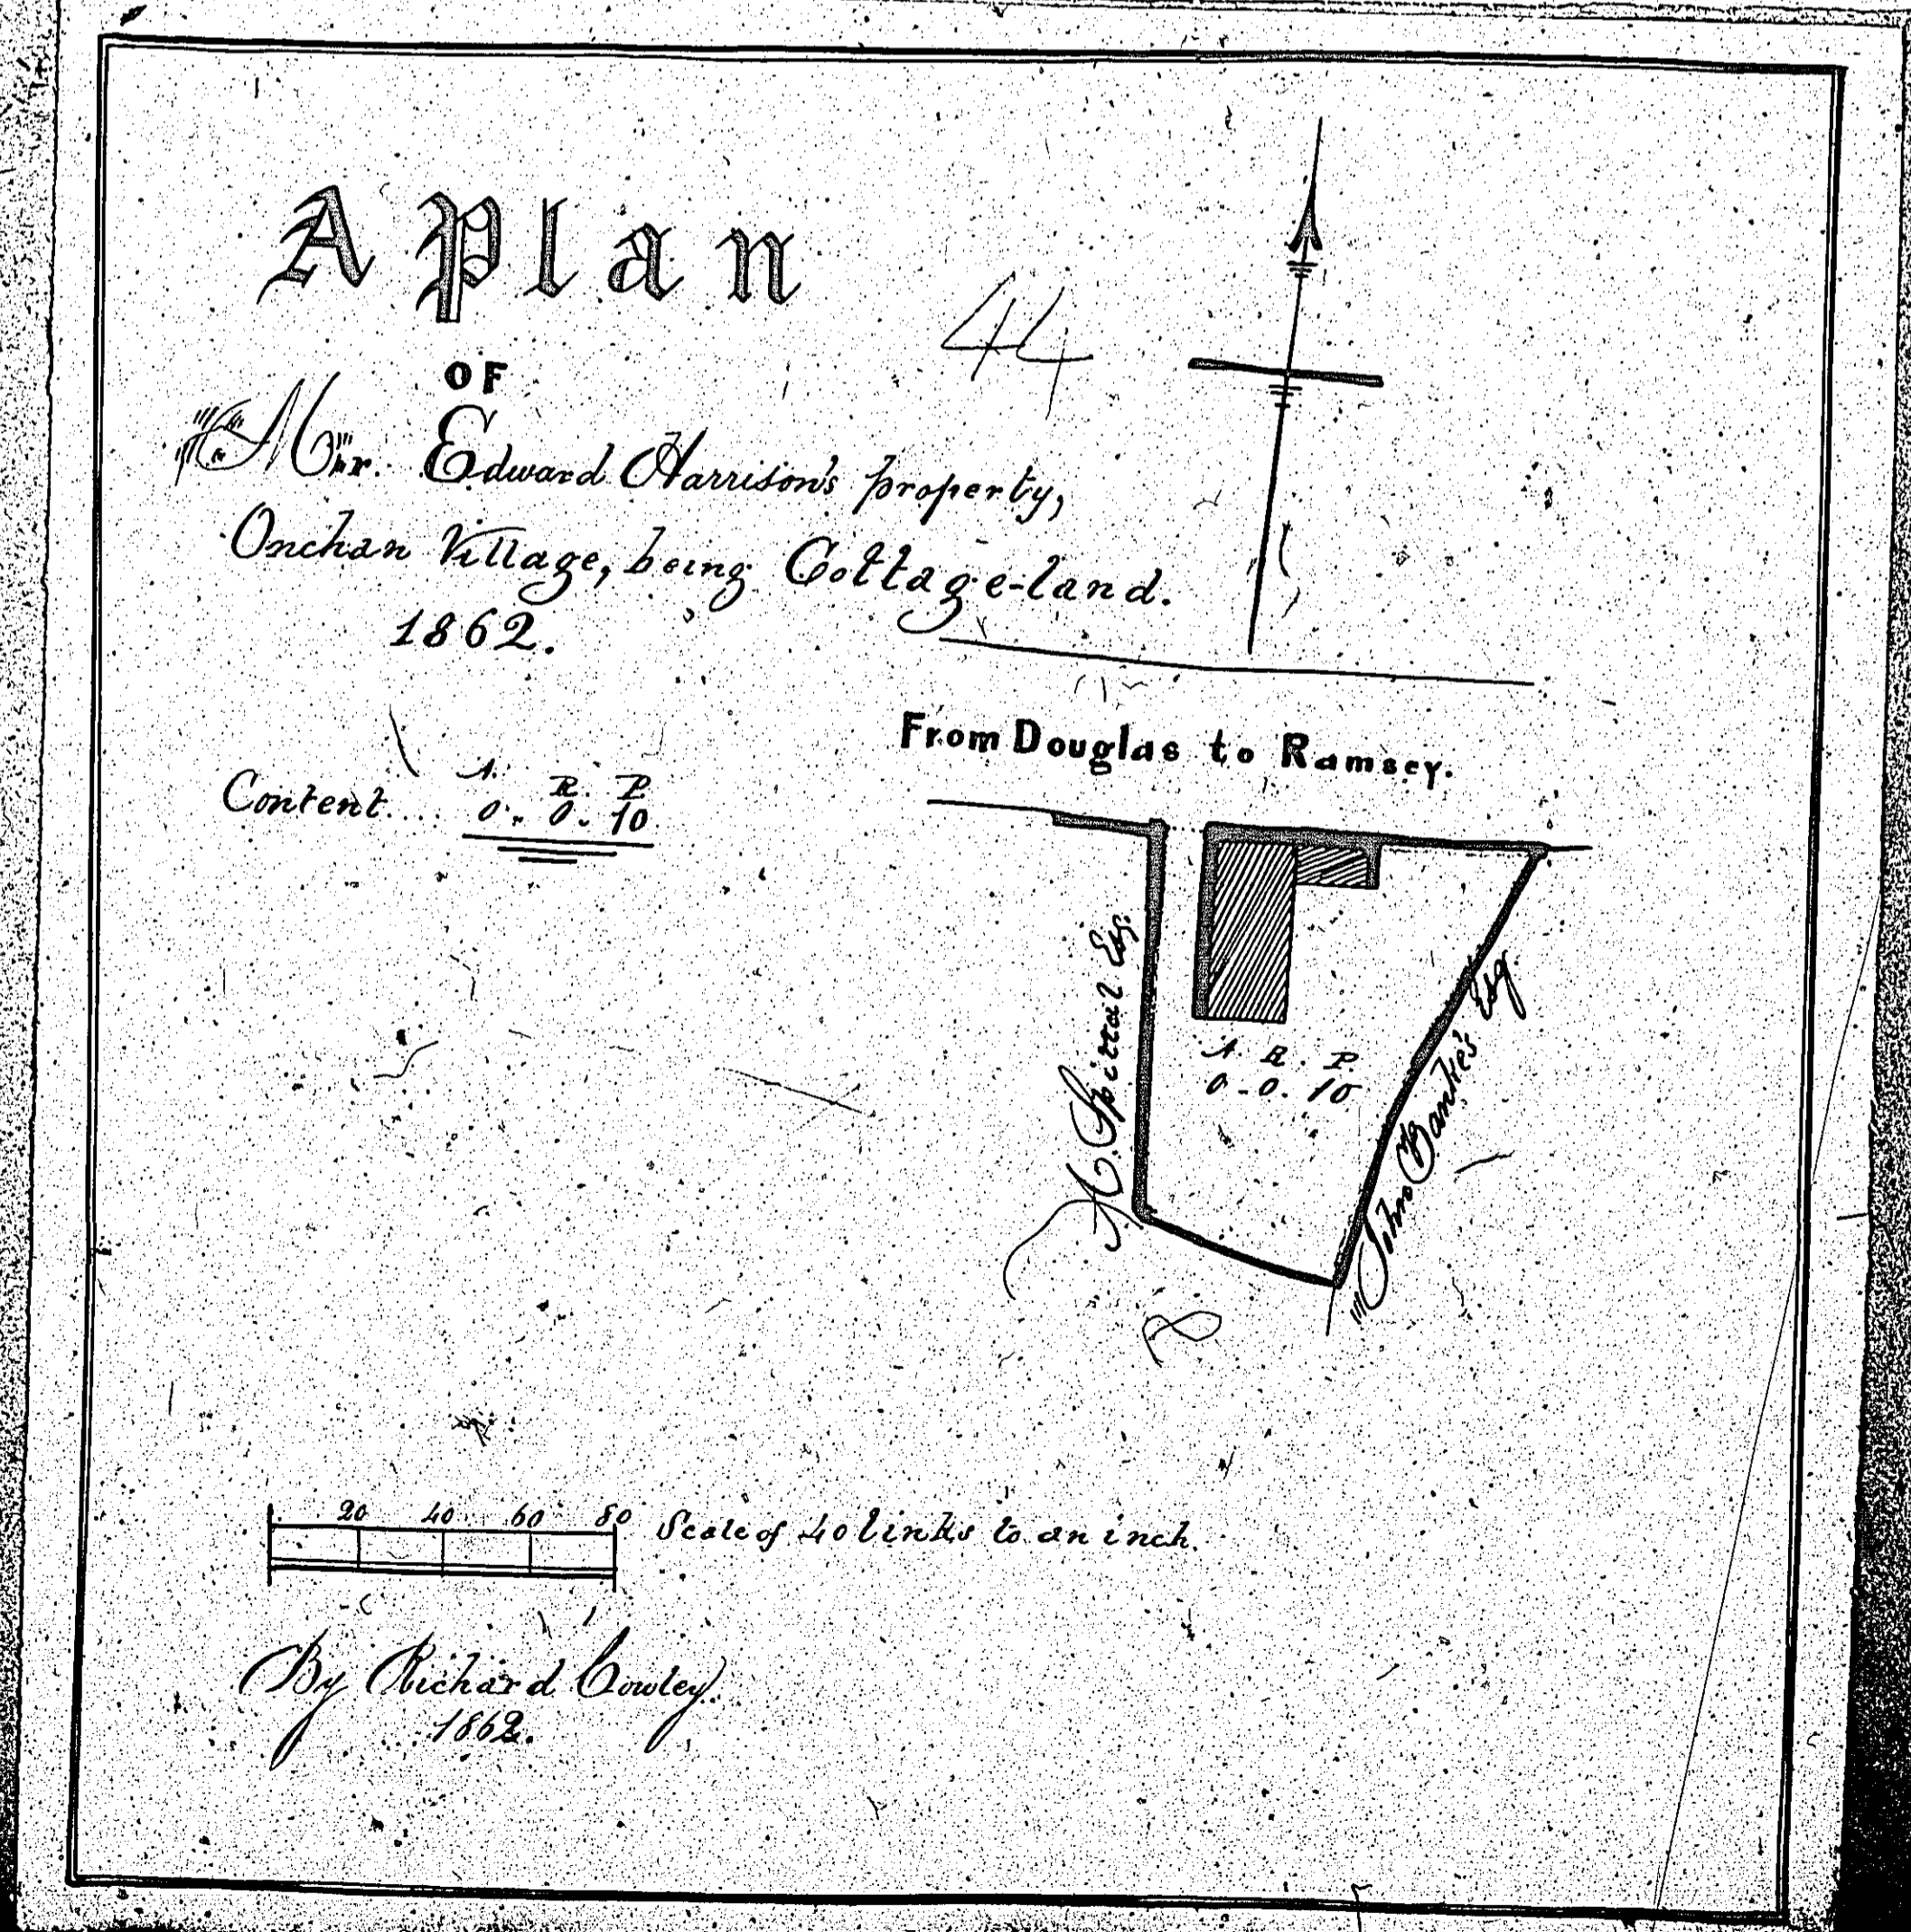 A Plan
OF
44
Mr. Edward Harrison's property,
Onchan Village, being Cottage-land.
1862.
From Douglas to Ramsey.
A. R. P.
Content.... 0. 0. 10
A. R. P.
0. 0. 10
Esq.
John Banke's Esq.
20 40 60 80
Scale of 40 links to an inch.
By Richard Cowley.
1862.